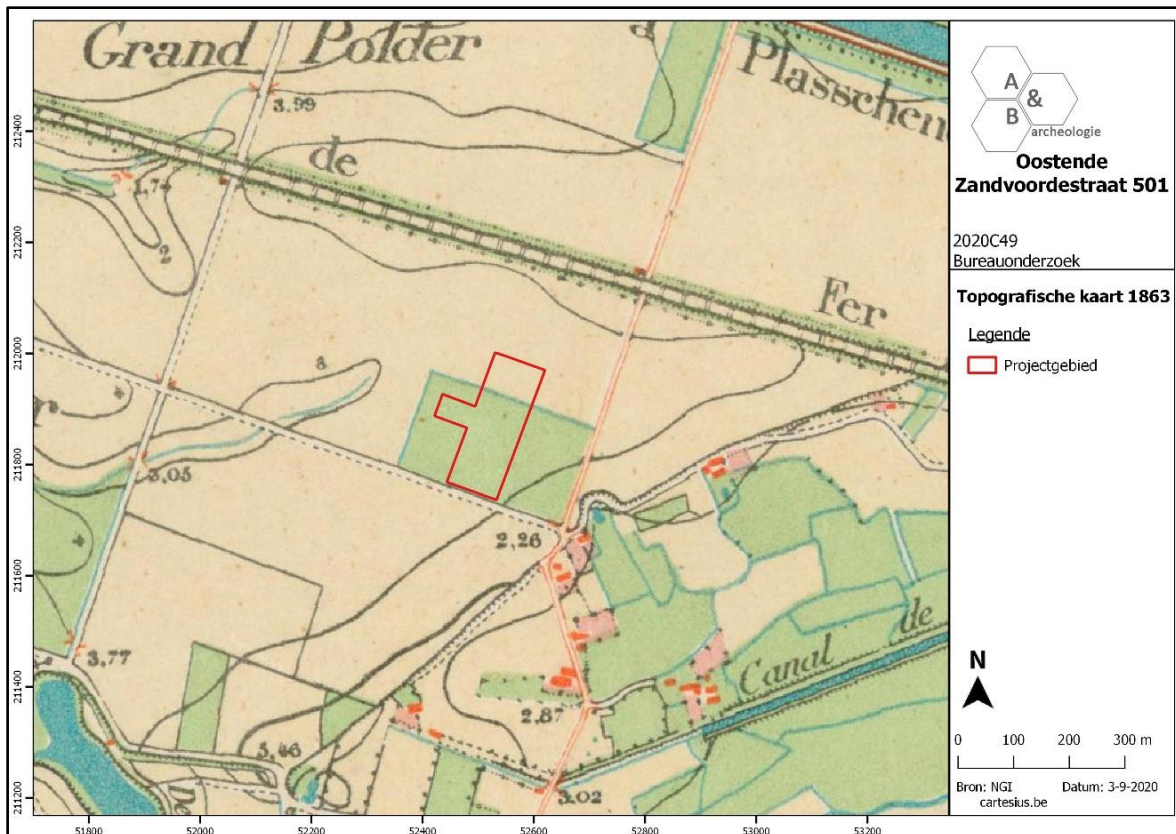 Grand Polder
Plasschen
3.99
de
1,74
2
Fer
3
3,05
2,26
3,77
Canal de
2.87
5.46
3.02
De
212400
212200
212000
211800
211600
211400
211200
51800
52000
52200
52400
52600
52800
53000
53200
A
&
B
archeologie
Oostende
Zandvoordestraat 501
2020C49
Bureauonderzoek
Topografische kaart 1863
Legende
Projectgebied
N
0 100 200 300 m
Bron: NGI Datum: 3-9-2020
cartesius.be